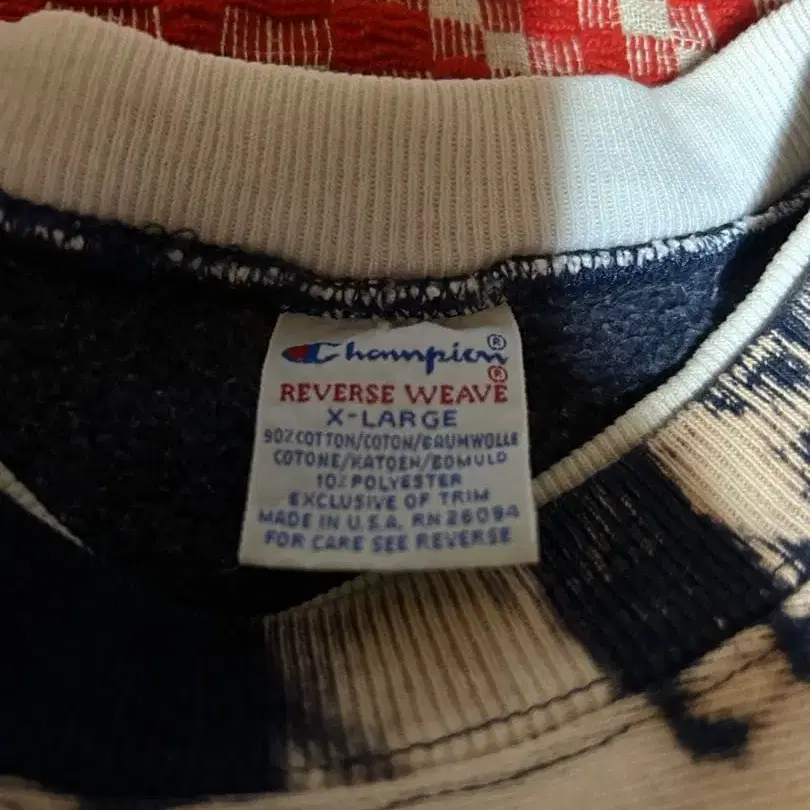 Champion®
REVERSE WEAVE®
X-LARGE
90% COTTON/COTON/BAUMWOLLE
COTONE/KATOEN/BOMULD
10% POLYESTER
EXCLUSIVE OF TRIM
MADE IN U.S.A. RN 26094
FOR CARE SEE REVERSE